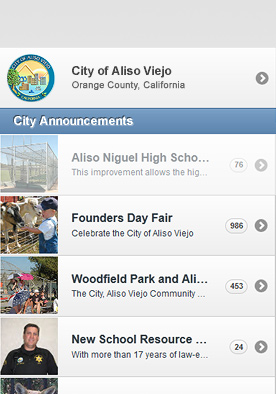 City of Aliso Viejo
Orange County, California
City Announcements
Aliso Niguel High Scho...
This improvement allows the hig...
76
Founders Day Fair
Celebrate the City of Aliso Viejo
986
Woodfield Park and Ali...
The City, Aliso Viejo Community ...
453
New School Resource ...
With more than 17 years of law-e...
24